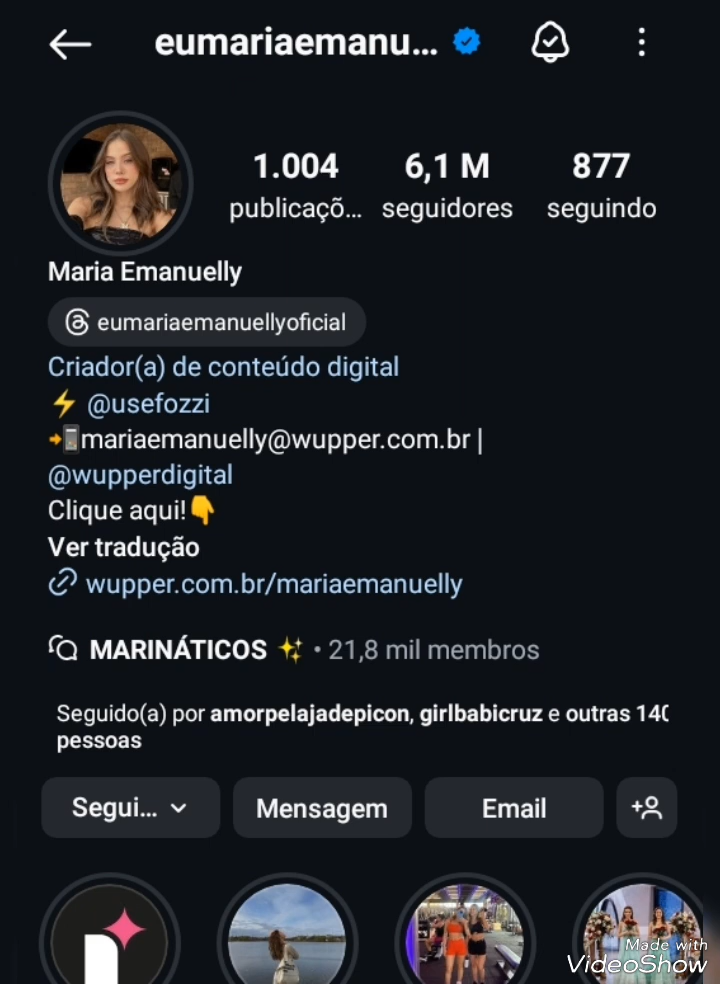 eumariaemanu...
1.004
6,1 M
877
publicaçõ...
seguidores
seguindo
Maria Emanuelly
eumariaemanuellyoficial
Criador(a) de conteúdo digital
⚡ @usefozzi
📲mariaemanuelly@wupper.com.br |
@wupperdigital
Clique aqui!👇
Ver tradução
wupper.com.br/mariaemanuelly
MARINÁTICOS ✨ • 21,8 mil membros
Seguido(a) por amorpelajadepicon, girlbabicruz e outras 140
pessoas
Segui...
Mensagem
Email
Made with
VideoShow